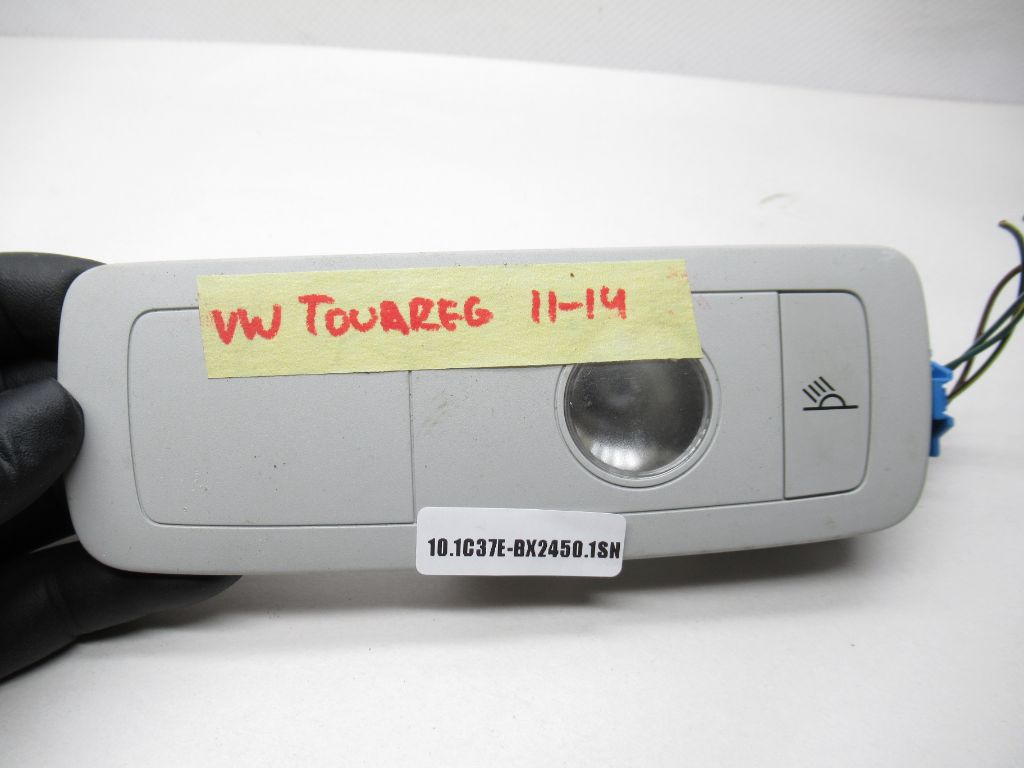 VW TOUAREG 11-14
10.1C37E-BX2450.1SN